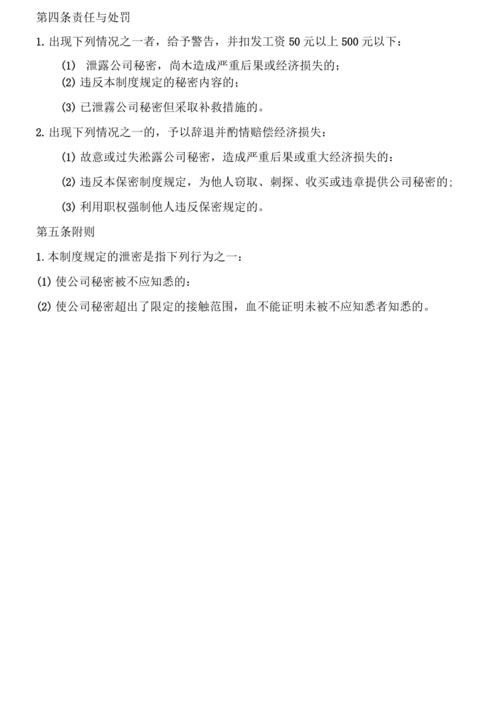 第四条责任与处罚
1. 出现下列情况之一者，给予警告，并扣发工资 50 元以上 500 元以下：
(1) 泄露公司秘密，尚木造成严重后果或经济损失的；
(2) 违反本制度规定的秘密内容的；
(3) 已泄雾公司秘密但采取补救措施的。
2. 出现下列情况之一的，予以辞退并酌情赔偿经济损失：
(1) 故意或过失淞露公司秘密，造成严重后果或重大经济损失的：
(2) 违反本保密制度规定，为他人窃取、刺探、收买或违章提供公司秘密的；
(3) 利用职权强制他人违反保密规定的。
第五条附则
1. 本制度规定的泄密是指下列行为之一：
(1) 使公司秘密被不应知悉的：
(2) 使公司秘密超出了限定的接触范围，血不能证明未被不应知悉者知悉的。